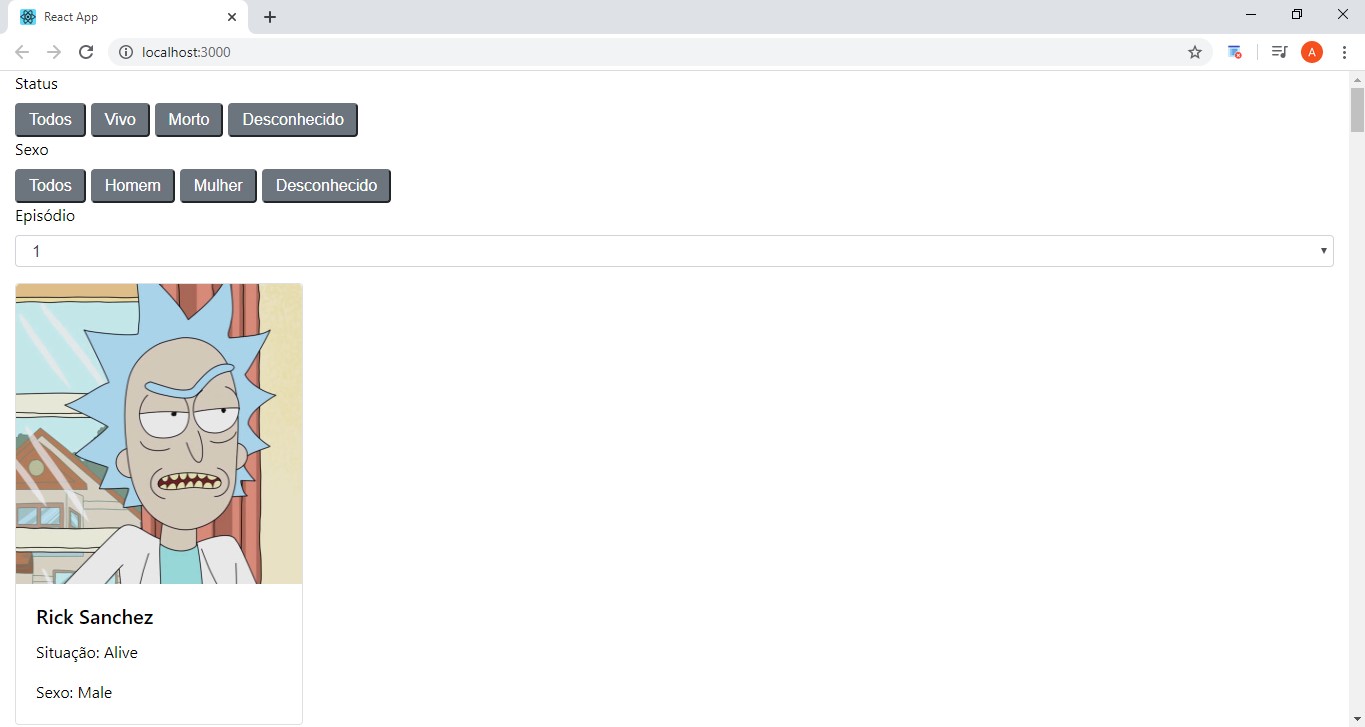 React App
localhost:3000
A
Status
Todos Vivo Morto Desconhecido
Sexo
Todos Homem Mulher Desconhecido
Episódio
1
Rick Sanchez
Situação: Alive
Sexo: Male